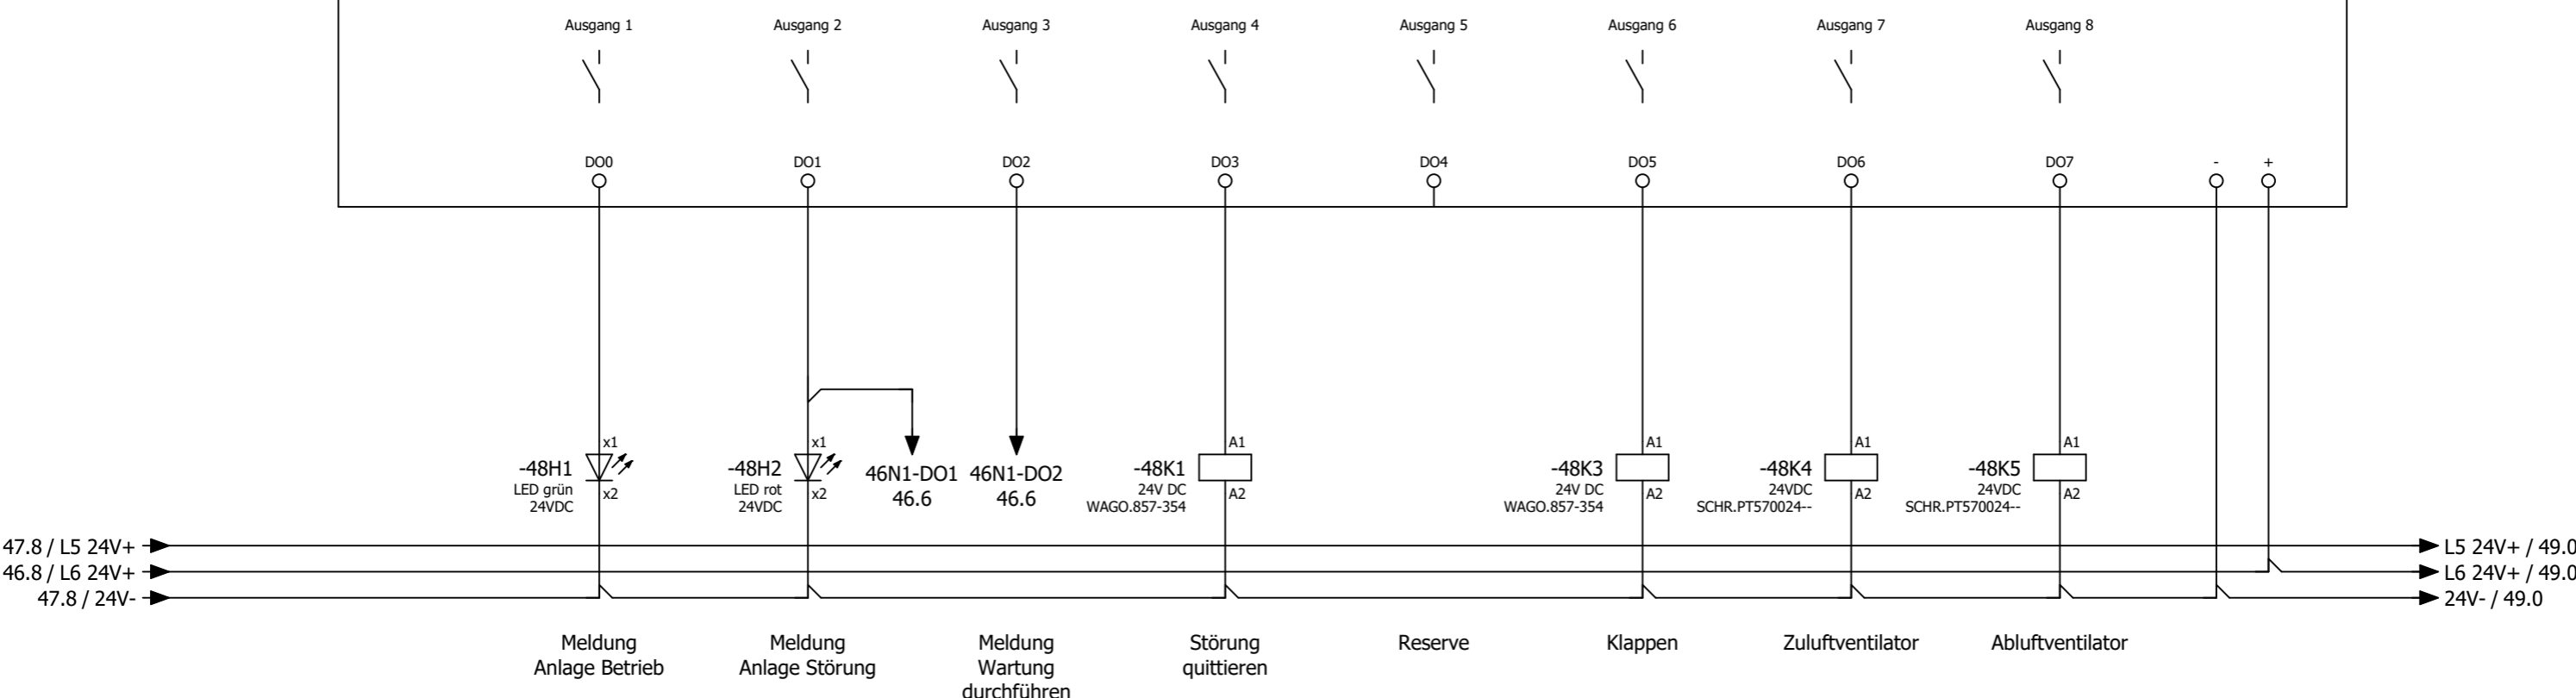 Ausgang 1 Ausgang 2 Ausgang 3 Ausgang 4 Ausgang 5 Ausgang 6 Ausgang 7 Ausgang 8
DO0 DO1 DO2 DO3 DO4 DO5 DO6 DO7 - +
x1 x1 A1 A1 A1 A1
-48H1 -48H2 46N1-DO1 46N1-DO2 -48K1 -48K3 -48K4 -48K5
LED grün x2 LED rot x2 46.6 46.6 24V DC A2 24V DC A2 24VDC A2 24VDC A2
24VDC 24VDC WAGO.857-354 WAGO.857-354 SCHR.PT570024-- SCHR.PT570024--
47.8 / L5 24V+ L5 24V+ / 49.0
46.8 / L6 24V+ L6 24V+ / 49.0
47.8 / 24V- 24V- / 49.0
Meldung Meldung Meldung Störung Reserve Klappen Zuluftventilator Abluftventilator
Anlage Betrieb Anlage Störung Wartung quittieren
durchführen